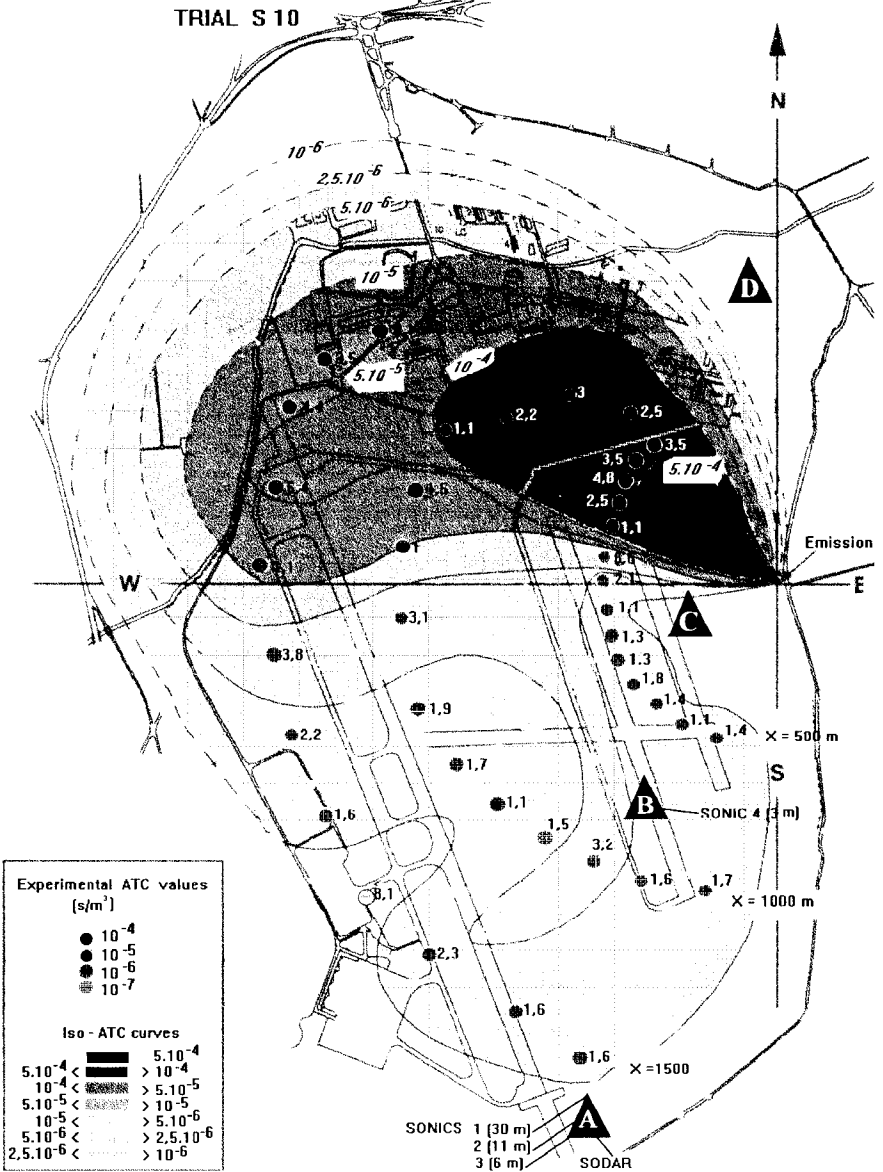 TRIAL S 10
N
10⁻⁶
2,5.10⁻⁶
5.10⁻⁶
10⁻⁵
D
5.10⁻⁵
10⁻⁴
3
1,1
2,2
2,5
3,5
3,5
4,8
5.10⁻⁴
2,5
1,1
1
2,1
Emission
W
E
3,1
1,1
C
3,8
1,3
1.3
1,8
1,4
1,1
1,4
X = 500 m
1,9
2,2
S
1,7
1,1
B
SONIC 4 (3 m)
1,6
1,5
3,2
1,6
1,7
X = 1000 m
8,1
2,3
1,6
1,6
X =1500
A
SONICS 1 (30 m)
2 (11 m)
3 (6 m)
SODAR
Experimental ATC values
(s/m³)
10⁻⁴
10⁻⁵
10⁻⁶
10⁻⁷
Iso - ATC curves
5.10⁻⁴
5.10⁻⁴ < > 10⁻⁴
10⁻⁴ < > 5.10⁻⁵
5.10⁻⁵ < > 10⁻⁵
10⁻⁵ < > 5.10⁻⁶
5.10⁻⁶ < > 2,5.10⁻⁶
2,5.10⁻⁶ < > 10⁻⁶